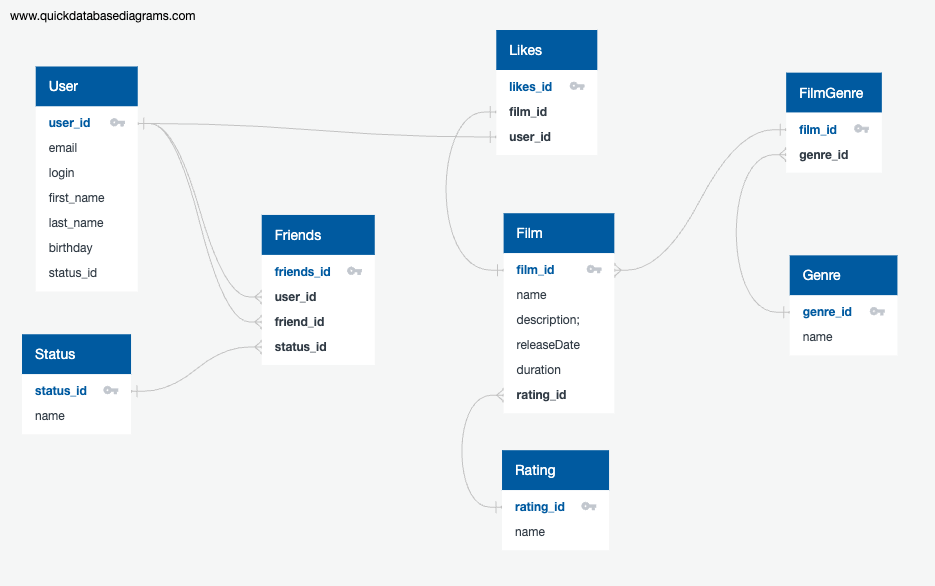 www.quickdatabasediagrams.com
User
user_id
email
login
first_name
last_name
birthday
status_id
Status
status_id
name
Friends
friends_id
user_id
friend_id
status_id
Likes
likes_id
film_id
user_id
Film
film_id
name
description;
releaseDate
duration
rating_id
Rating
rating_id
name
FilmGenre
film_id
genre_id
Genre
genre_id
name